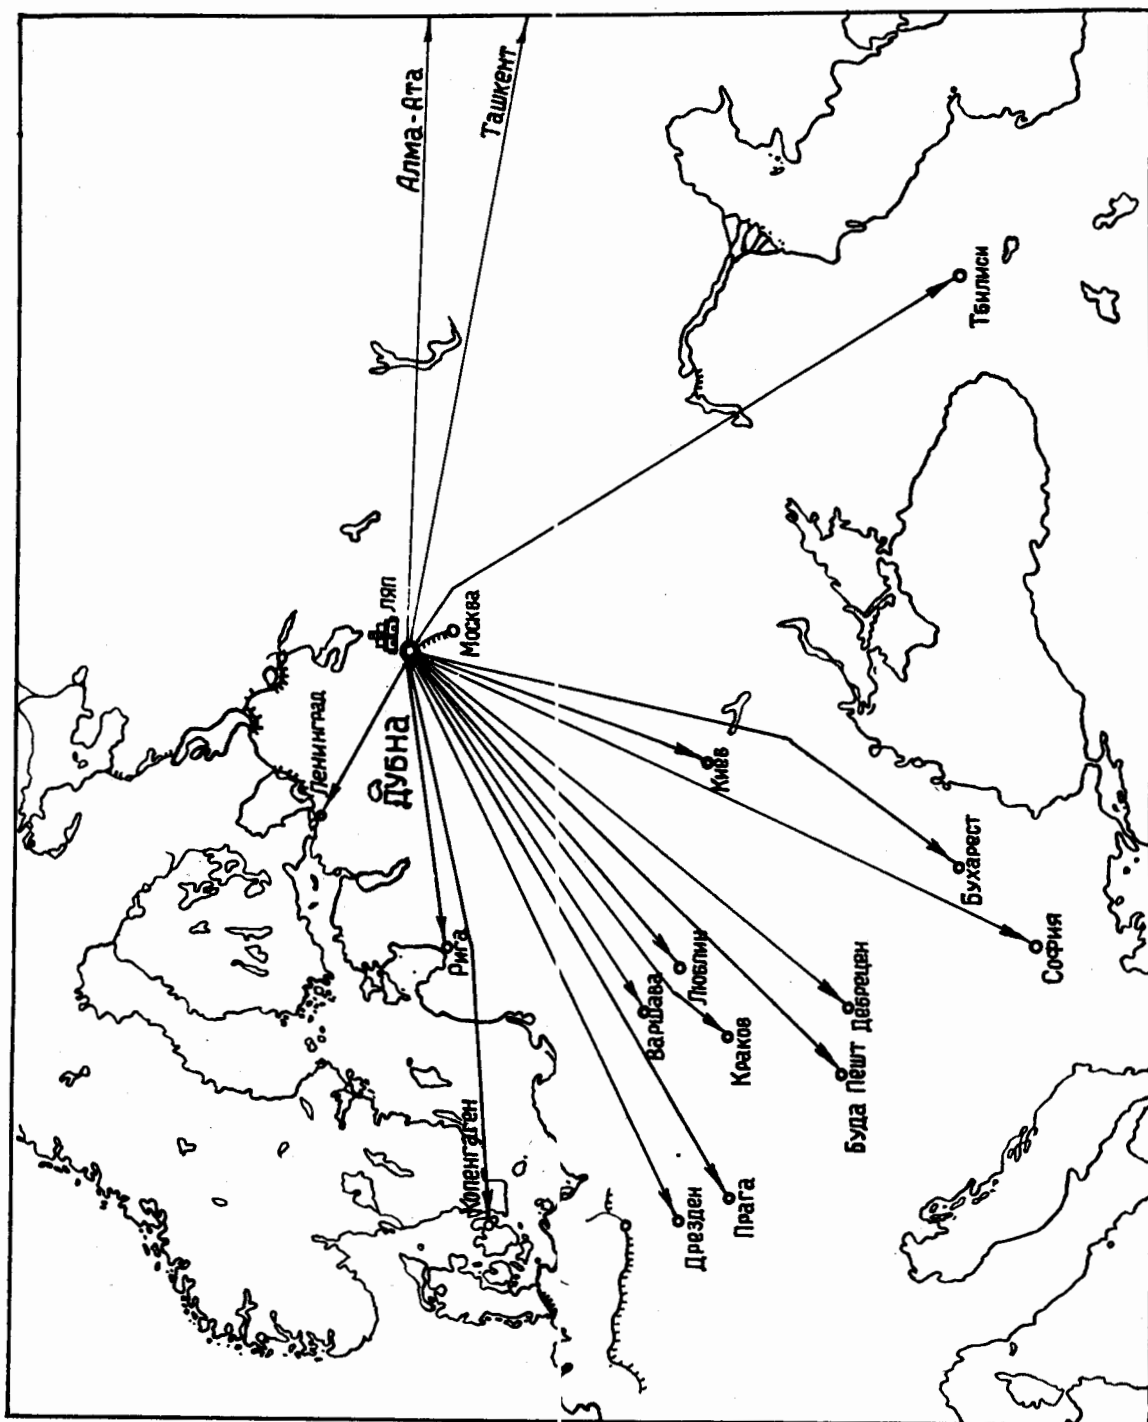 Алма-Ата
Ташкент
Тбилиси
ЛЯП
Москва
Ленинград
Дубна
Киев
Рига
Бухарест
София
Люблин
Варшава
Краков
Дебрецен
Буда Пешт
Копенгаген
Дрезден
Прага